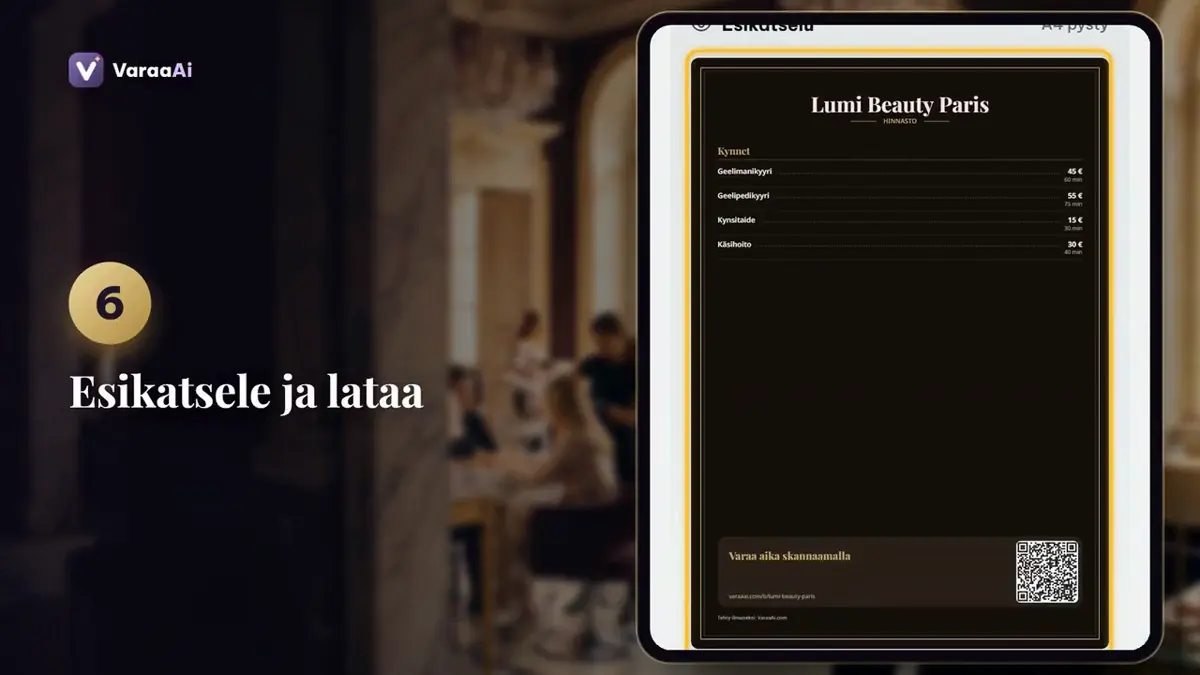 VaraaAi
6
Esikatsele ja lataa
Esikatselu
A4 pysty
Lumi Beauty Paris
HINNASTO
Kynnet
Geelimanikyyri 45 €
60 min
Geelipedikyyri 55 €
75 min
Kynsitaide 15 €
30 min
Käsihoito 30 €
40 min
Varaa aika skannaamalla
varaaai.com/b/lumi-beauty-paris
Tehty ilmaiseksi: VaraaAi.com